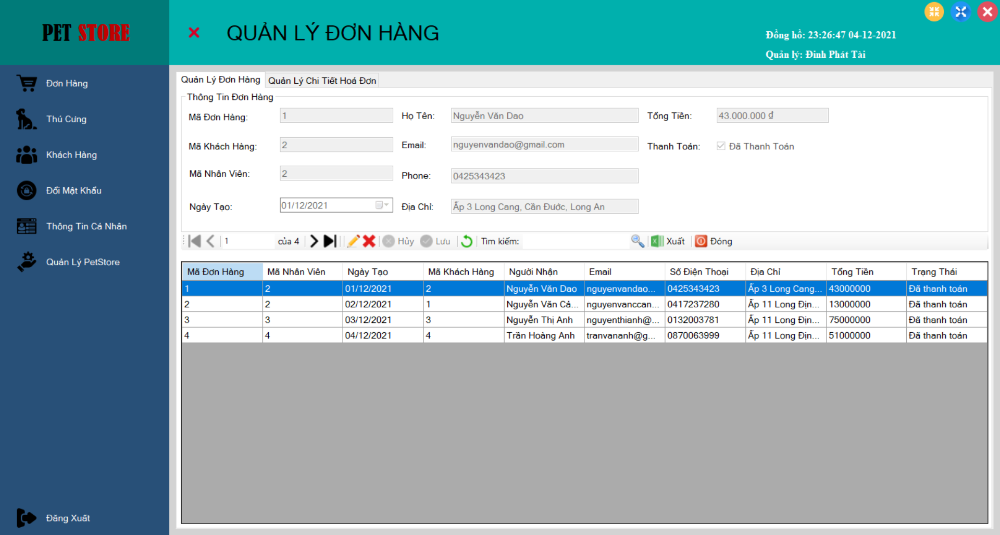 PET STORE
QUẢN LÝ ĐƠN HÀNG
Đồng hồ: 23:26:47 04-12-2021
Quản lý: Đinh Phát Tài
Đơn Hàng
Thú Cưng
Khách Hàng
Đổi Mật Khẩu
Thông Tin Cá Nhân
Quản Lý PetStore
Đăng Xuất
Quản Lý Đơn Hàng Quản Lý Chi Tiết Hoá Đơn
Thông Tin Đơn Hàng
Mã Đơn Hàng: 1 Họ Tên: Nguyễn Văn Dao Tổng Tiền: 43.000.000 ₫
Mã Khách Hàng: 2 Email: nguyenvandao@gmail.com Thanh Toán: Đã Thanh Toán
Mã Nhân Viên: 2 Phone: 0425343423
Ngày Tạo: 01/12/2021 Địa Chỉ: Ấp 3 Long Cang, Cần Đước, Long An
1 của 4 Hủy Lưu Tìm kiếm: Xuất Đóng
Mã Đơn Hàng Mã Nhân Viên Ngày Tạo Mã Khách Hàng Người Nhận Email Số Điện Thoại Địa Chỉ Tổng Tiền Trạng Thái
1 2 01/12/2021 2 Nguyễn Văn Dao nguyenvandao... 0425343423 Ấp 3 Long Cang... 43000000 Đã thanh toán
2 2 02/12/2021 1 Nguyễn Văn Cả... nguyenvanccan... 0417237280 Ấp 11 Long Địn... 13000000 Đã thanh toán
3 3 03/12/2021 3 Nguyễn Thị Anh nguyenthianh@... 0132003781 Ấp 11 Long Địn... 75000000 Đã thanh toán
4 4 04/12/2021 4 Trần Hoàng Anh tranvananh@g... 0870063999 Ấp 11 Long Địn... 51000000 Đã thanh toán